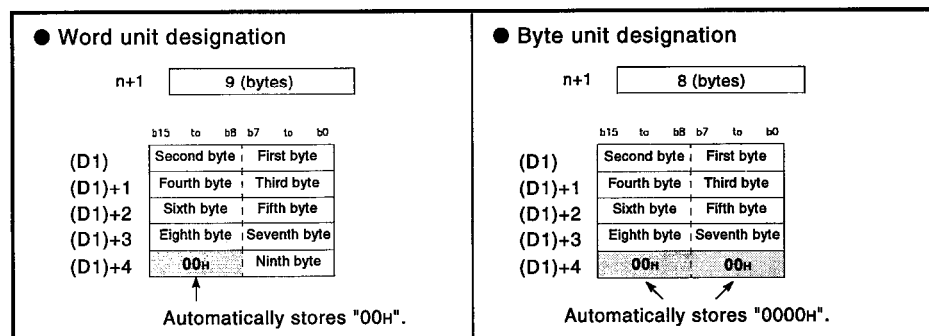 ● Word unit designation
n+1 9 (bytes)
b15 to b8 b7 to b0
(D1) Second byte First byte
(D1)+1 Fourth byte Third byte
(D1)+2 Sixth byte Fifth byte
(D1)+3 Eighth byte Seventh byte
(D1)+4 00H Ninth byte
Automatically stores "00H".
● Byte unit designation
n+1 8 (bytes)
b15 to b8 b7 to b0
(D1) Second byte First byte
(D1)+1 Fourth byte Third byte
(D1)+2 Sixth byte Fifth byte
(D1)+3 Eighth byte Seventh byte
(D1)+4 00H 00H
Automatically stores "0000H".